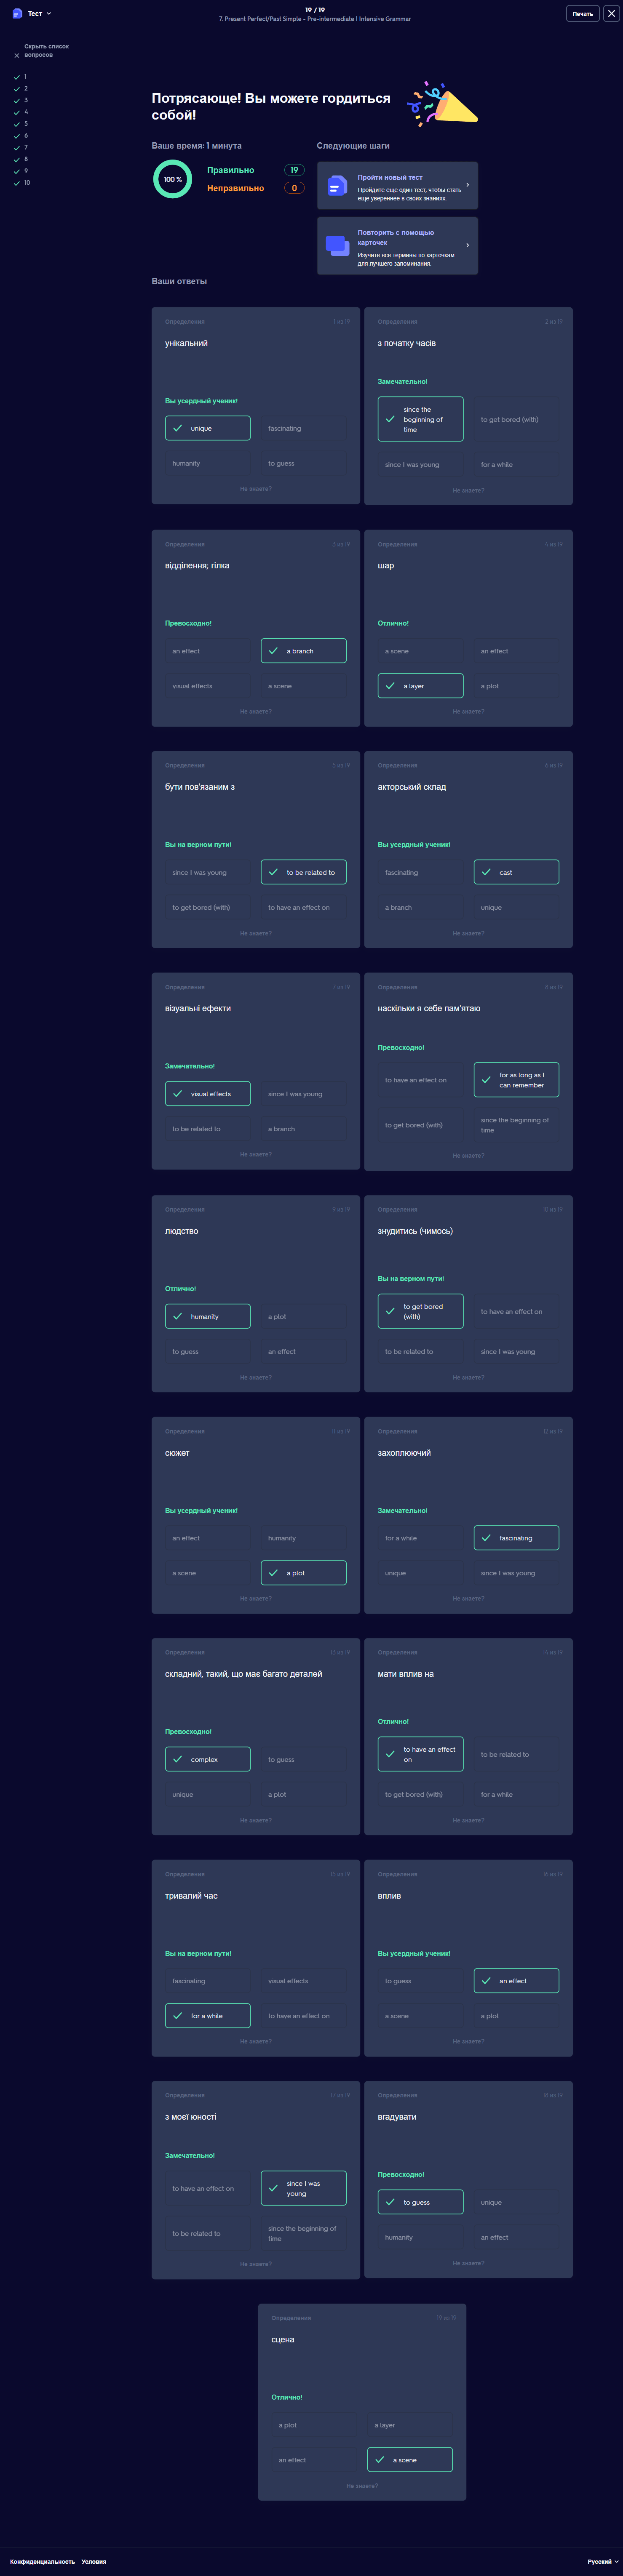 Тест
19 / 19
7. Present Perfect/Past Simple - Pre-intermediate | Intensive Grammar
Печать
Скрыть список
вопросов
1
2
3
4
5
6
7
8
9
10
Потрясающе! Вы можете гордиться
собой!
Ваше время: 1 минута
100 %
Правильно 19
Неправильно 0
Следующие шаги
Пройти новый тест
Пройдите еще один тест, чтобы стать
еще увереннее в своих знаниях.
Повторить с помощью
карточек
Изучите все термины по карточкам
для лучшего запоминания.
Ваши ответы
Определения 1 из 19
унікальний
Вы усердный ученик!
unique
fascinating
humanity
to guess
Не знаете?
Определения 2 из 19
з початку часів
Замечательно!
since the
beginning of
time
to get bored (with)
since I was young
for a while
Не знаете?
Определения 3 из 19
відділення; гілка
Превосходно!
an effect
a branch
visual effects
a scene
Не знаете?
Определения 4 из 19
шар
Отлично!
a scene
an effect
a layer
a plot
Не знаете?
Определения 5 из 19
бути пов'язаним з
Вы на верном пути!
since I was young
to be related to
to get bored (with)
to have an effect on
Не знаете?
Определения 6 из 19
акторський склад
Вы усердный ученик!
fascinating
cast
a branch
unique
Не знаете?
Определения 7 из 19
візуальні ефекти
Замечательно!
visual effects
since I was young
to be related to
a branch
Не знаете?
Определения 8 из 19
наскільки я себе пам'ятаю
Превосходно!
to have an effect on
for as long as I
can remember
to get bored (with)
since the beginning of
time
Не знаете?
Определения 9 из 19
людство
Отлично!
humanity
a plot
to guess
an effect
Не знаете?
Определения 10 из 19
знудитись (чимось)
Вы на верном пути!
to get bored
(with)
to have an effect on
to be related to
since I was young
Не знаете?
Определения 11 из 19
сюжет
Вы усердный ученик!
an effect
humanity
a scene
a plot
Не знаете?
Определения 12 из 19
захоплюючий
Замечательно!
for a while
fascinating
unique
since I was young
Не знаете?
Определения 13 из 19
складний, такий, що має багато деталей
Превосходно!
complex
to guess
unique
a plot
Не знаете?
Определения 14 из 19
мати вплив на
Отлично!
to have an effect
on
to be related to
to get bored (with)
for a while
Не знаете?
Определения 15 из 19
тривалий час
Вы на верном пути!
fascinating
visual effects
for a while
to have an effect on
Не знаете?
Определения 16 из 19
вплив
Вы усердный ученик!
to guess
an effect
a scene
a plot
Не знаете?
Определения 17 из 19
з моєї юності
Замечательно!
to have an effect on
since I was
young
to be related to
since the beginning of
time
Не знаете?
Определения 18 из 19
вгадувати
Превосходно!
to guess
unique
humanity
an effect
Не знаете?
Определения 19 из 19
сцена
Отлично!
a plot
a layer
an effect
a scene
Не знаете?
Конфиденциальность Условия
Русский